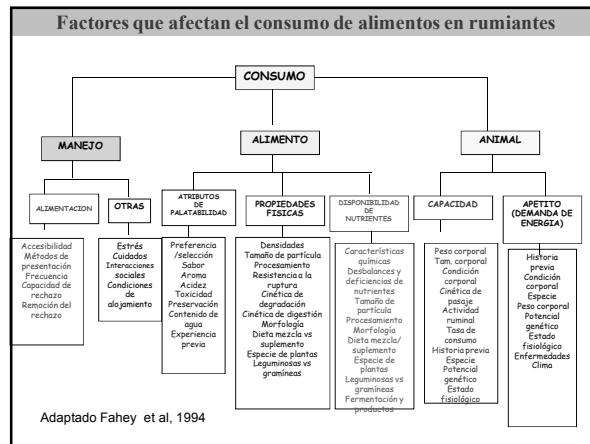 Factores que afectan el consumo de alimentos en rumiantes
CONSUMO
MANEJO
ALIMENTO
ANIMAL
ALIMENTACION
OTRAS
ATRIBUTOS
DE
PALATABILIDAD
PROPIEDADES
FISICAS
DISPONIBILIDAD
DE
NUTRIENTES
CAPACIDAD
APETITO
(DEMANDA DE
ENERGIA)
Accesibilidad
Métodos de
presentación
Frecuencia
Capacidad de
rechazo
Remoción del
rechazo
Estrés
Cuidados
Interacciones
sociales
Condiciones
de
alojamiento
Preferencia
/selección
Sabor
Aroma
Acidez
Toxicidad
Preservación
Contenido de
agua
Experiencia
previa
Densidades
Tamaño de partícula
Procesamiento
Resistencia a la
ruptura
Cinética de
degradación
Cinética de digestión
Morfología
Dieta mezcla vs
suplemento
Especie de plantas
Leguminosas vs
gramíneas
Características
químicas
Desbalances y
deficiencias de
nutrientes
Tamaño de
partícula
Procesamiento
Morfología
Dieta mezcla/
suplemento
Especie de
plantas
Leguminosas vs
gramíneas
Fermentación y
productos
Peso corporal
Tam. corporal
Condición
corporal
Cinética de
pasaje
Actividad
ruminal
Tasa de
consumo
Historia previa
Especie
Potencial
genético
Estado
fisiológico
Historia
previa
Condición
corporal
Especie
Peso corporal
Potencial
genético
Estado
fisiológico
Enfermedades
Clima
Adaptado Fahey et al, 1994